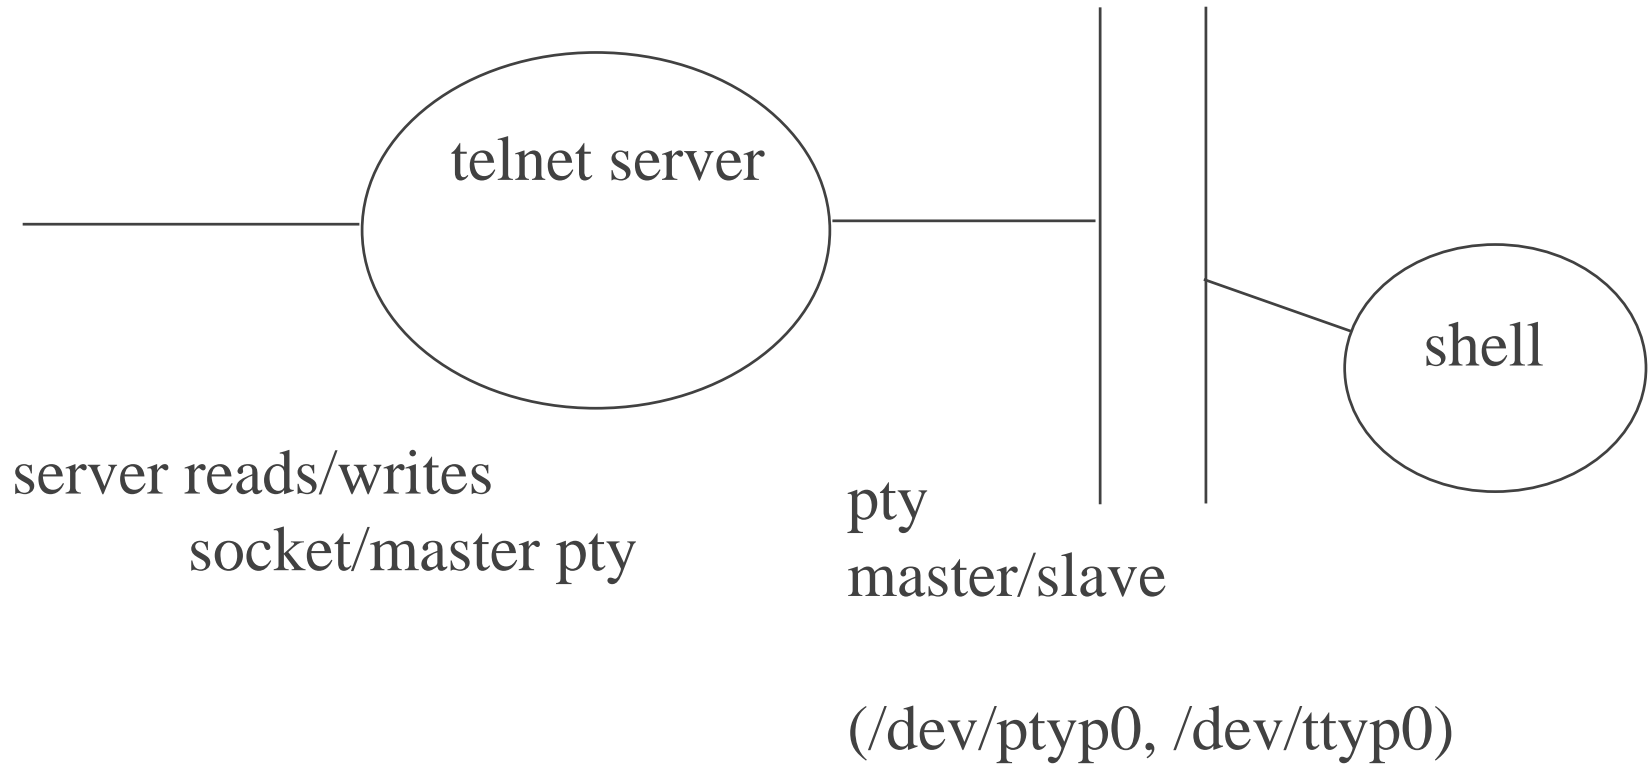 telnet server
shell
server reads/writes
socket/master pty
pty
master/slave
(/dev/ptyp0, /dev/ttyp0)